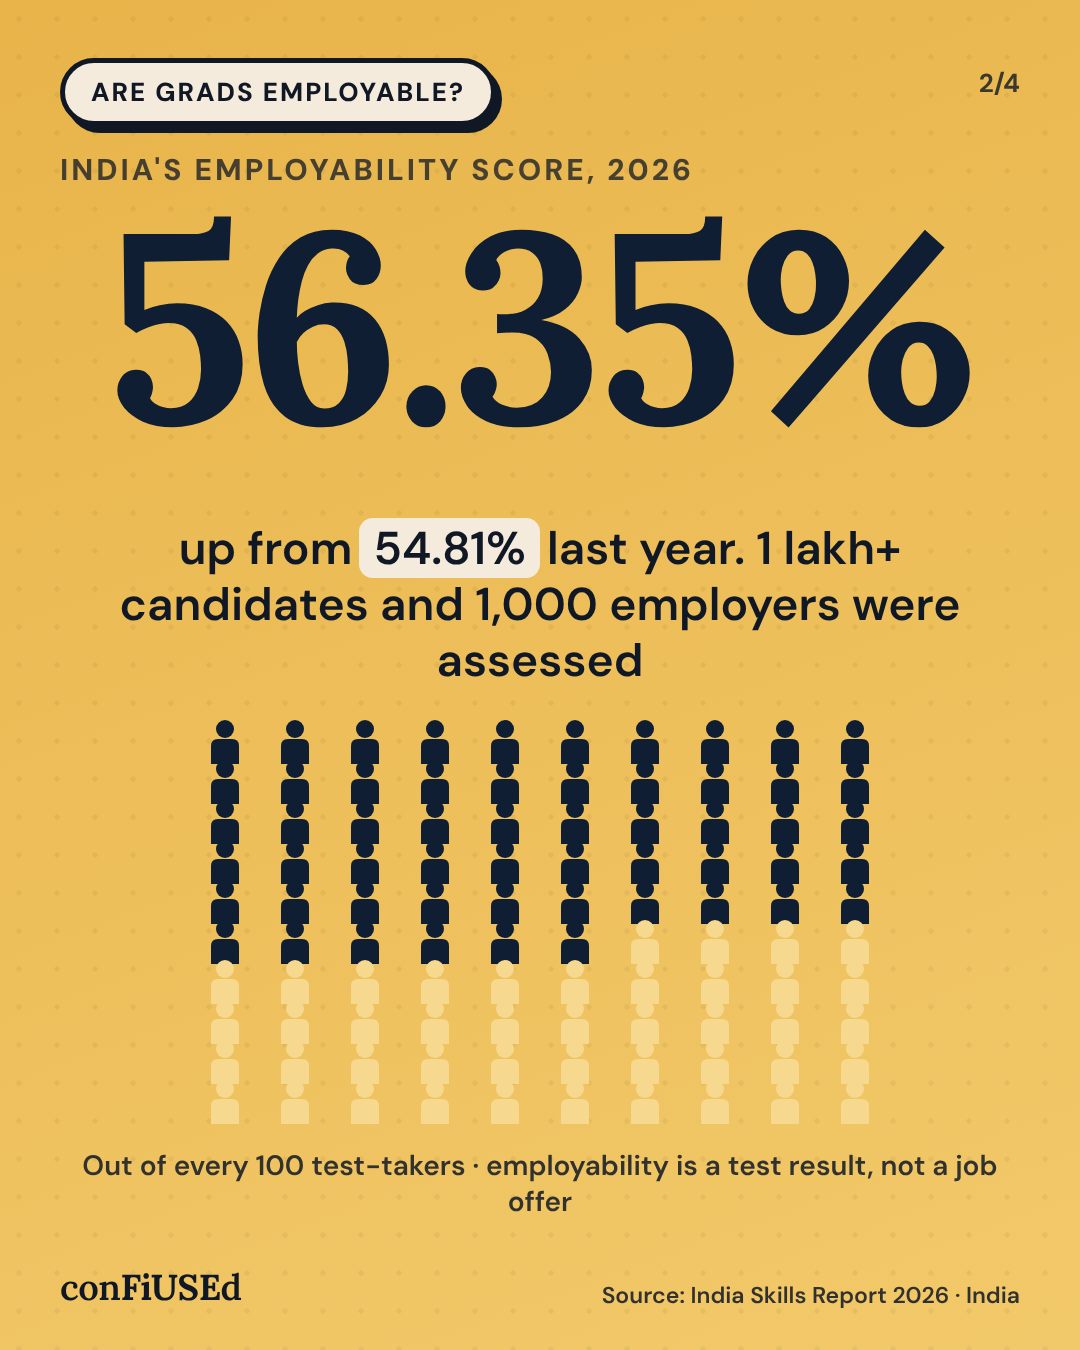 ARE GRADS EMPLOYABLE?
2/4
INDIA'S EMPLOYABILITY SCORE, 2026
56.35%
up from 54.81% last year. 1 lakh+
candidates and 1,000 employers were
assessed
Out of every 100 test-takers · employability is a test result, not a job
offer
conFiUSEd
Source: India Skills Report 2026 · India